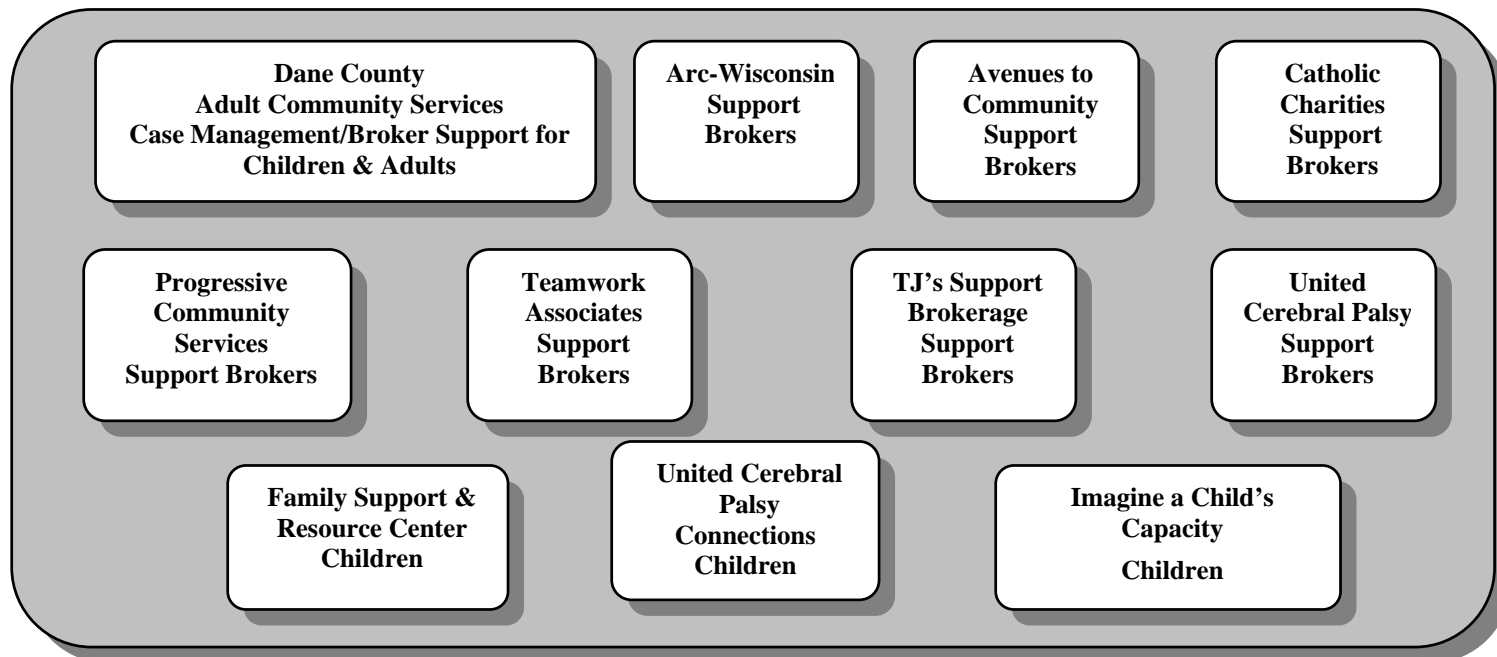 Dane County
Adult Community Services
Case Management/Broker Support for
Children & Adults
Arc-Wisconsin
Support
Brokers
Avenues to
Community
Support
Brokers
Catholic
Charities
Support
Brokers
Progressive
Community
Services
Support Brokers
Teamwork
Associates
Support
Brokers
TJ’s Support
Brokerage
Support
Brokers
United
Cerebral Palsy
Support
Brokers
Family Support &
Resource Center
Children
United Cerebral
Palsy
Connections
Children
Imagine a Child’s
Capacity
Children